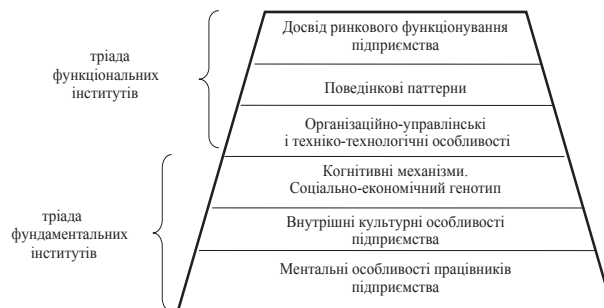 тріада
функціональних
інститутів
Досвід ринкового функціонування
підприємства
Поведінкові паттерни
Організаційно-управлінські
і техніко-технологічні особливості
тріада
фундаментальних
інститутів
Когнітивні механізми.
Соціально-економічний генотип
Внутрішні культурні особливості
підприємства
Ментальні особливості працівників
підприємства